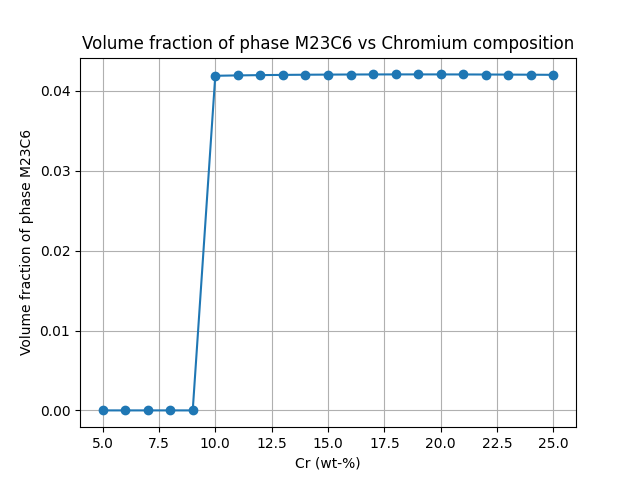 Volume fraction of phase M23C6 vs Chromium composition
Volume fraction of phase M23C6
0.04
0.03
0.02
0.01
0.00
5.0 7.5 10.0 12.5 15.0 17.5 20.0 22.5 25.0
Cr (wt-%)